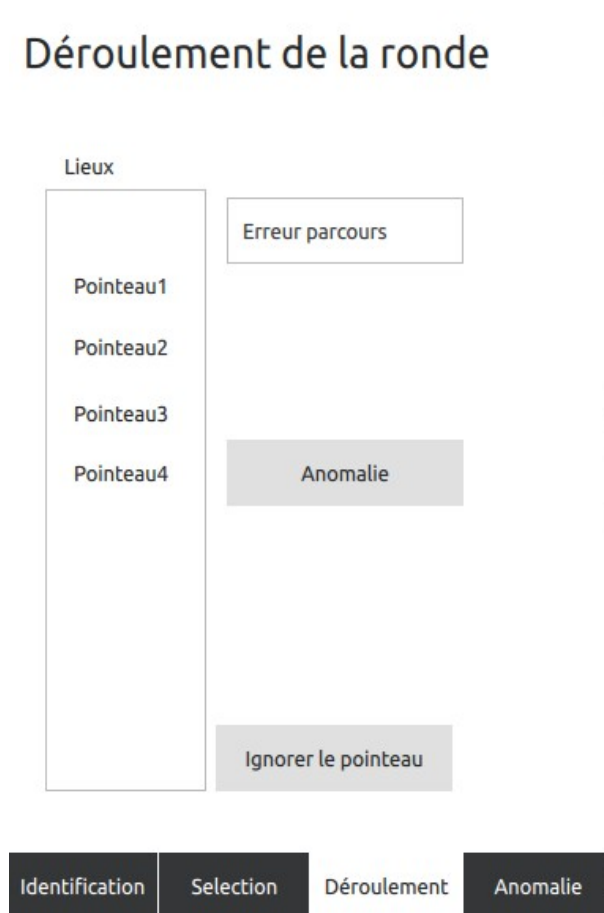 Déroulement de la ronde
Lieux
Erreur parcours
Pointeau1
Pointeau2
Pointeau3
Pointeau4
Anomalie
Ignorer le pointeau
Identification
Selection
Déroulement
Anomalie